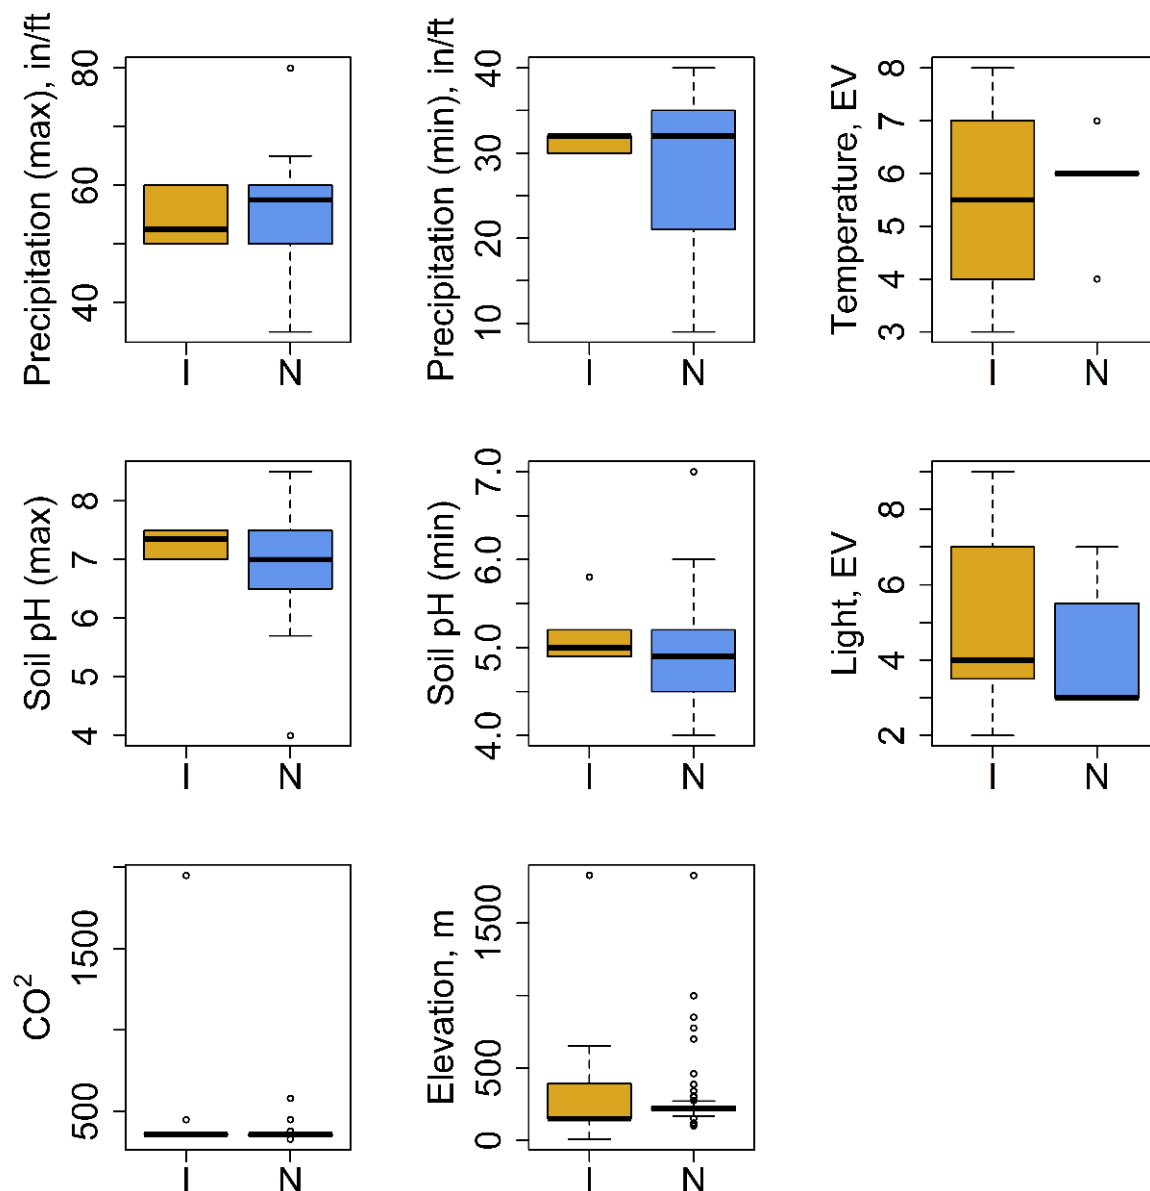 Precipitation (max), in/ft
80
60
40
I N
Precipitation (min), in/ft
40
30
20
10
I N
Temperature, EV
8
7
6
5
4
3
I N
Soil pH (max)
8
7
6
5
4
I N
Soil pH (min)
7.0
6.0
5.0
4.0
I N
Light, EV
8
6
4
2
I N
CO²
1500
500
I N
Elevation, m
1500
500
0
I N